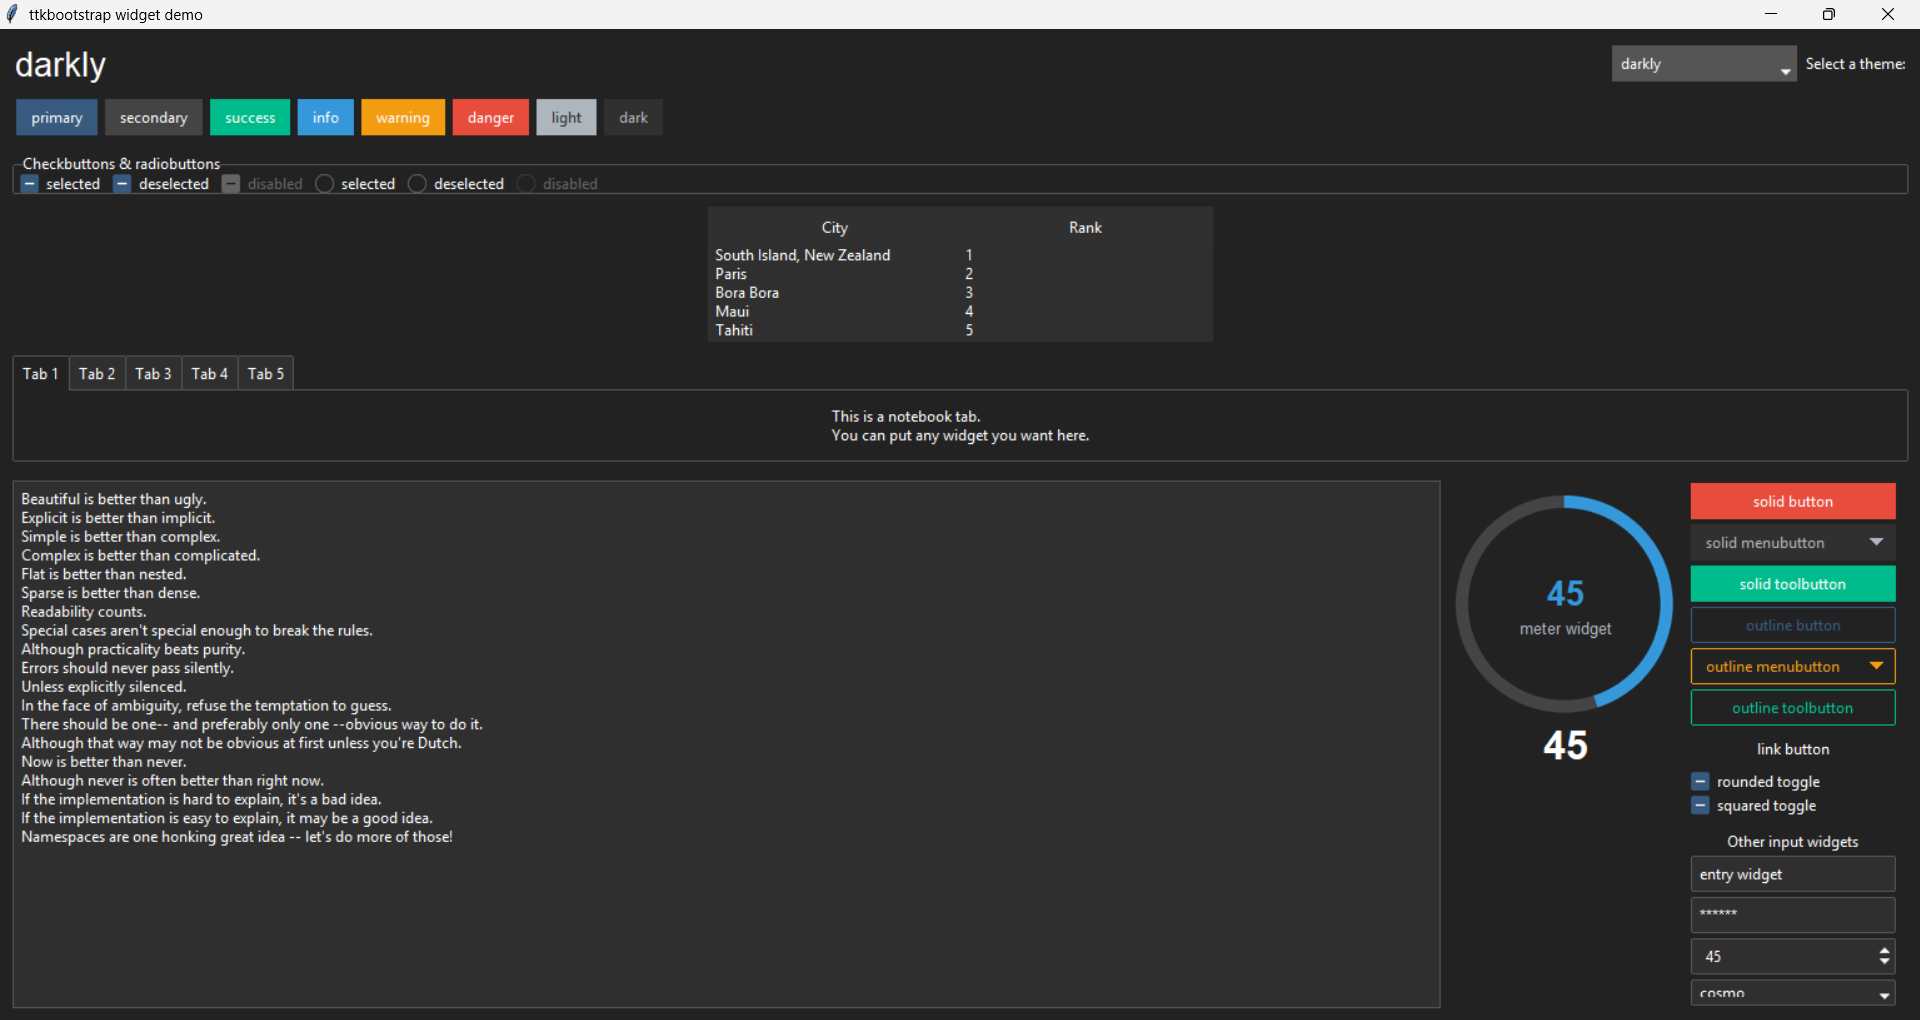 ttkbootstrap widget demo
darkly
darkly
Select a theme:
primary secondary success info warning danger light dark
Checkbuttons & radiobuttons
selected deselected disabled selected deselected disabled
City Rank
South Island, New Zealand 1
Paris 2
Bora Bora 3
Maui 4
Tahiti 5
Tab 1 Tab 2 Tab 3 Tab 4 Tab 5
This is a notebook tab.
You can put any widget you want here.
Beautiful is better than ugly.
Explicit is better than implicit.
Simple is better than complex.
Complex is better than complicated.
Flat is better than nested.
Sparse is better than dense.
Readability counts.
Special cases aren't special enough to break the rules.
Although practicality beats purity.
Errors should never pass silently.
Unless explicitly silenced.
In the face of ambiguity, refuse the temptation to guess.
There should be one-- and preferably only one --obvious way to do it.
Although that way may not be obvious at first unless you're Dutch.
Now is better than never.
Although never is often better than right now.
If the implementation is hard to explain, it's a bad idea.
If the implementation is easy to explain, it may be a good idea.
Namespaces are one honking great idea -- let's do more of those!
45
meter widget
45
solid button
solid menubutton
solid toolbutton
outline button
outline menubutton
outline toolbutton
link button
rounded toggle
squared toggle
Other input widgets
entry widget
******
45
cosmo